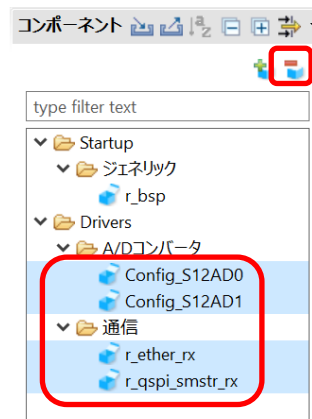 コンポーネント
type filter text
Startup
ジェネリック
r_bsp
Drivers
A/Dコンバータ
Config_S12AD0
Config_S12AD1
通信
r_ether_rx
r_qspi_smstr_rx